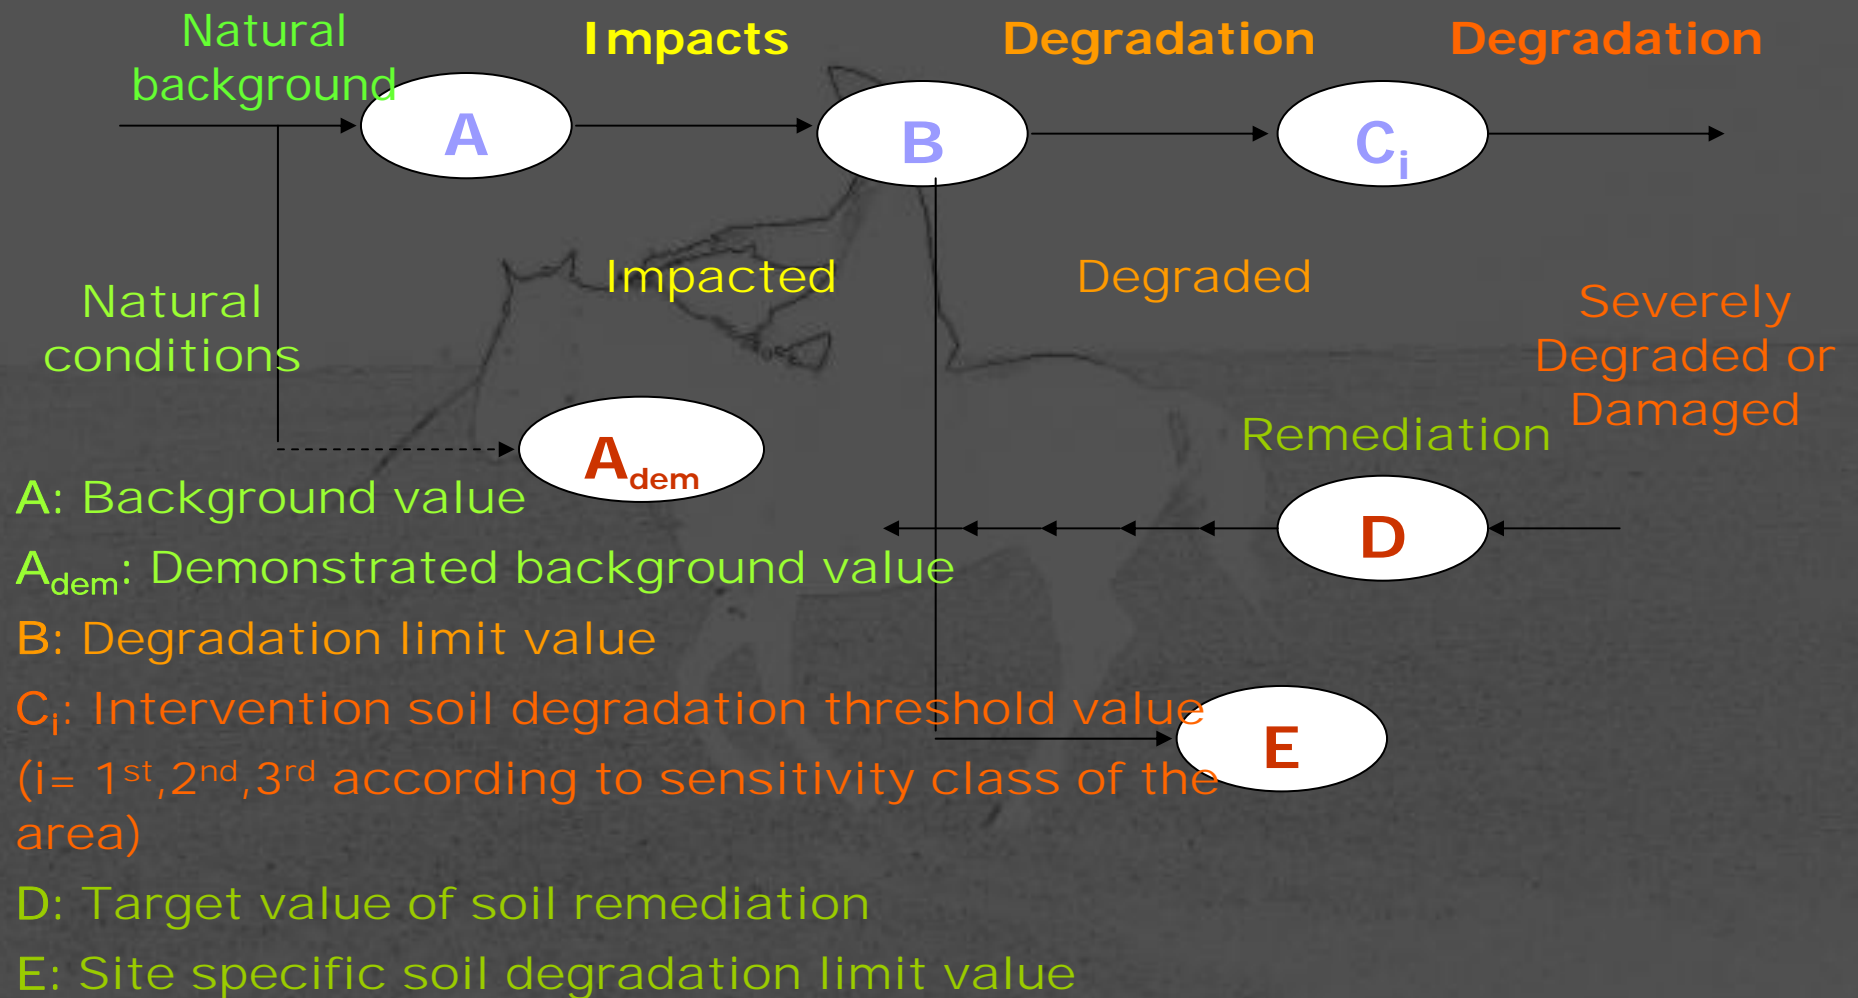 Natural
background
Impacts
Degradation
Degradation
A
B
Ci
Natural
conditions
Impacted
Degraded
Severely
Degraded or
Damaged
Remediation
Adem
D
E
A: Background value
Adem: Demonstrated background value
B: Degradation limit value
Ci: Intervention soil degradation threshold value
(i= 1st,2nd,3rd according to sensitivity class of the
area)
D: Target value of soil remediation
E: Site specific soil degradation limit value